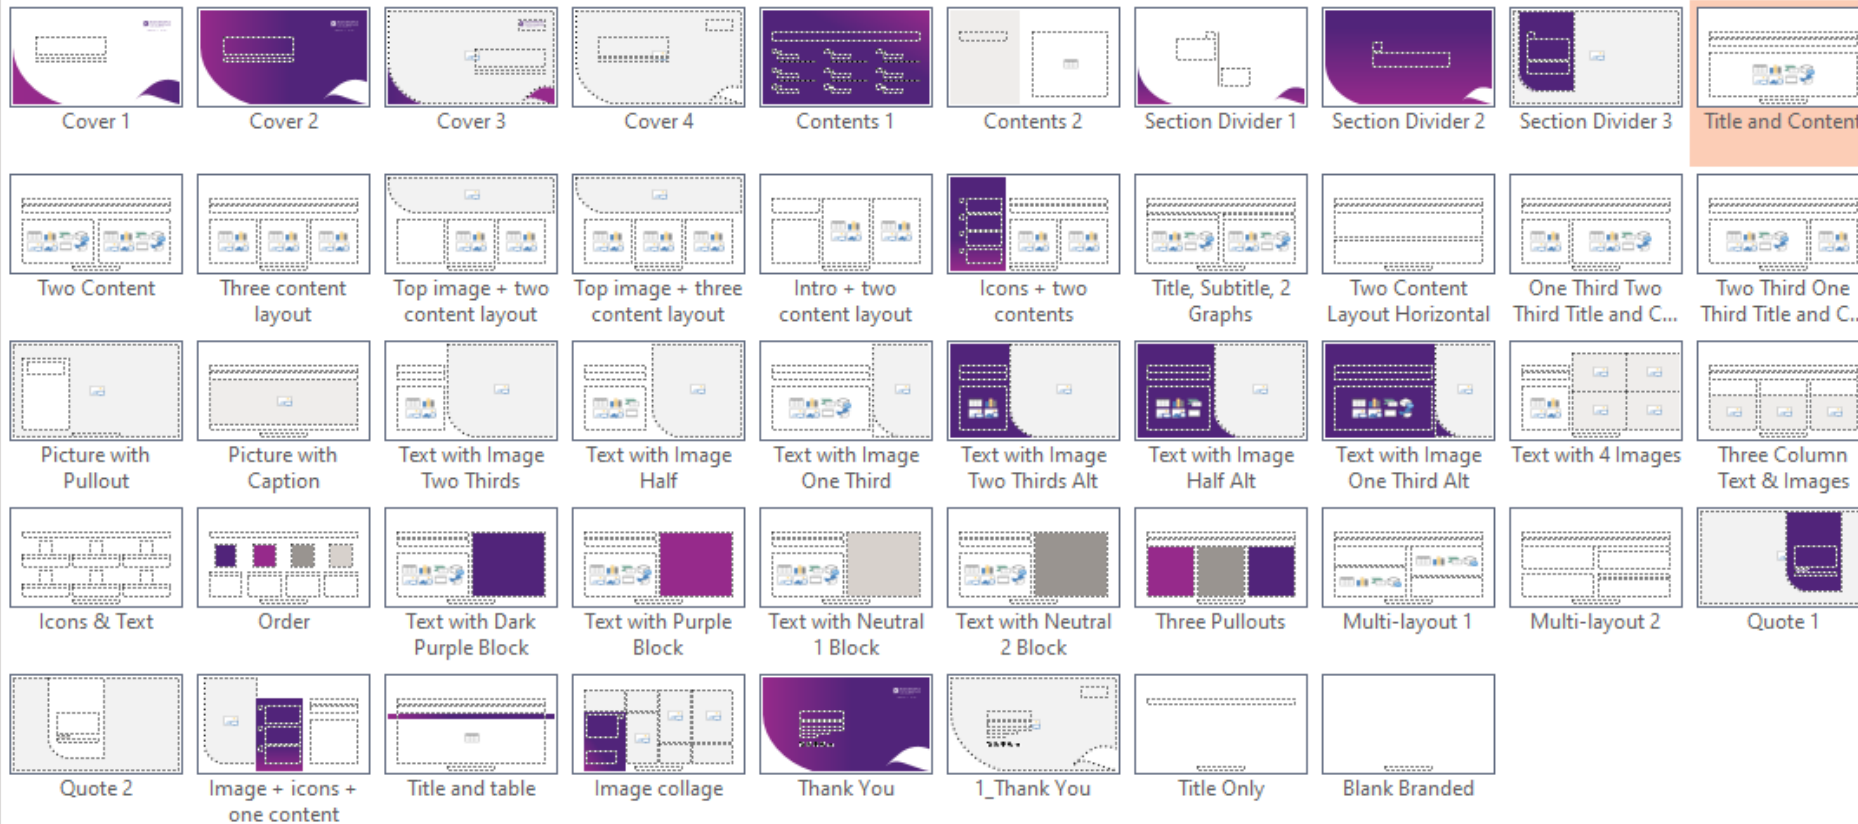 Cover 1
Cover 2
Cover 3
Cover 4
Contents 1
Contents 2
Section Divider 1
Section Divider 2
Section Divider 3
Title and Content
Two Content
Three content
layout
Top image + two
content layout
Top image + three
content layout
Intro + two
content layout
Icons + two
contents
Title, Subtitle, 2
Graphs
Two Content
Layout Horizontal
One Third Two
Third Title and C...
Two Third One
Third Title and C...
Picture with
Pullout
Picture with
Caption
Text with Image
Two Thirds
Text with Image
Half
Text with Image
One Third
Text with Image
Two Thirds Alt
Text with Image
Half Alt
Text with Image
One Third Alt
Text with 4 Images
Three Column
Text & Images
Icons & Text
Order
Text with Dark
Purple Block
Text with Purple
Block
Text with Neutral
1 Block
Text with Neutral
2 Block
Three Pullouts
Multi-layout 1
Multi-layout 2
Quote 1
Quote 2
Image + icons +
one content
Title and table
Image collage
Thank You
1_Thank You
Title Only
Blank Branded